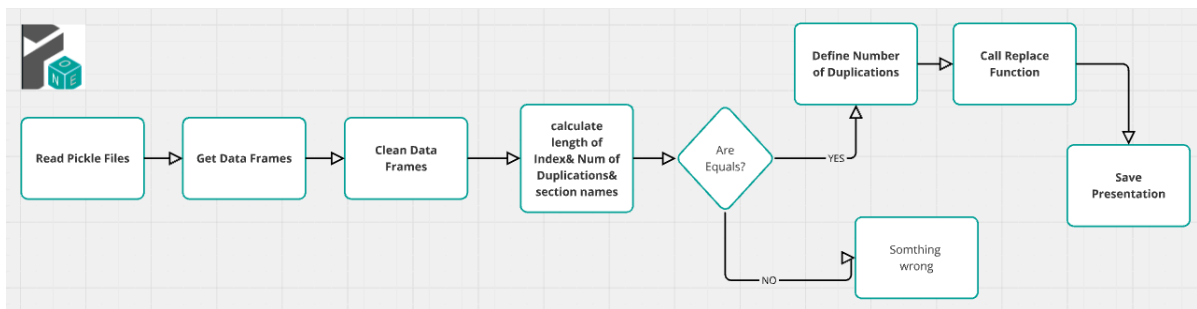 ONE
Read Pickle Files
Get Data Frames
Clean Data
Frames
calculate
length of
Index& Num of
Duplications&
section names
Are
Equals?
YES
Define Number
of Duplications
Call Replace
Function
Save
Presentation
NO
Somthing
wrong